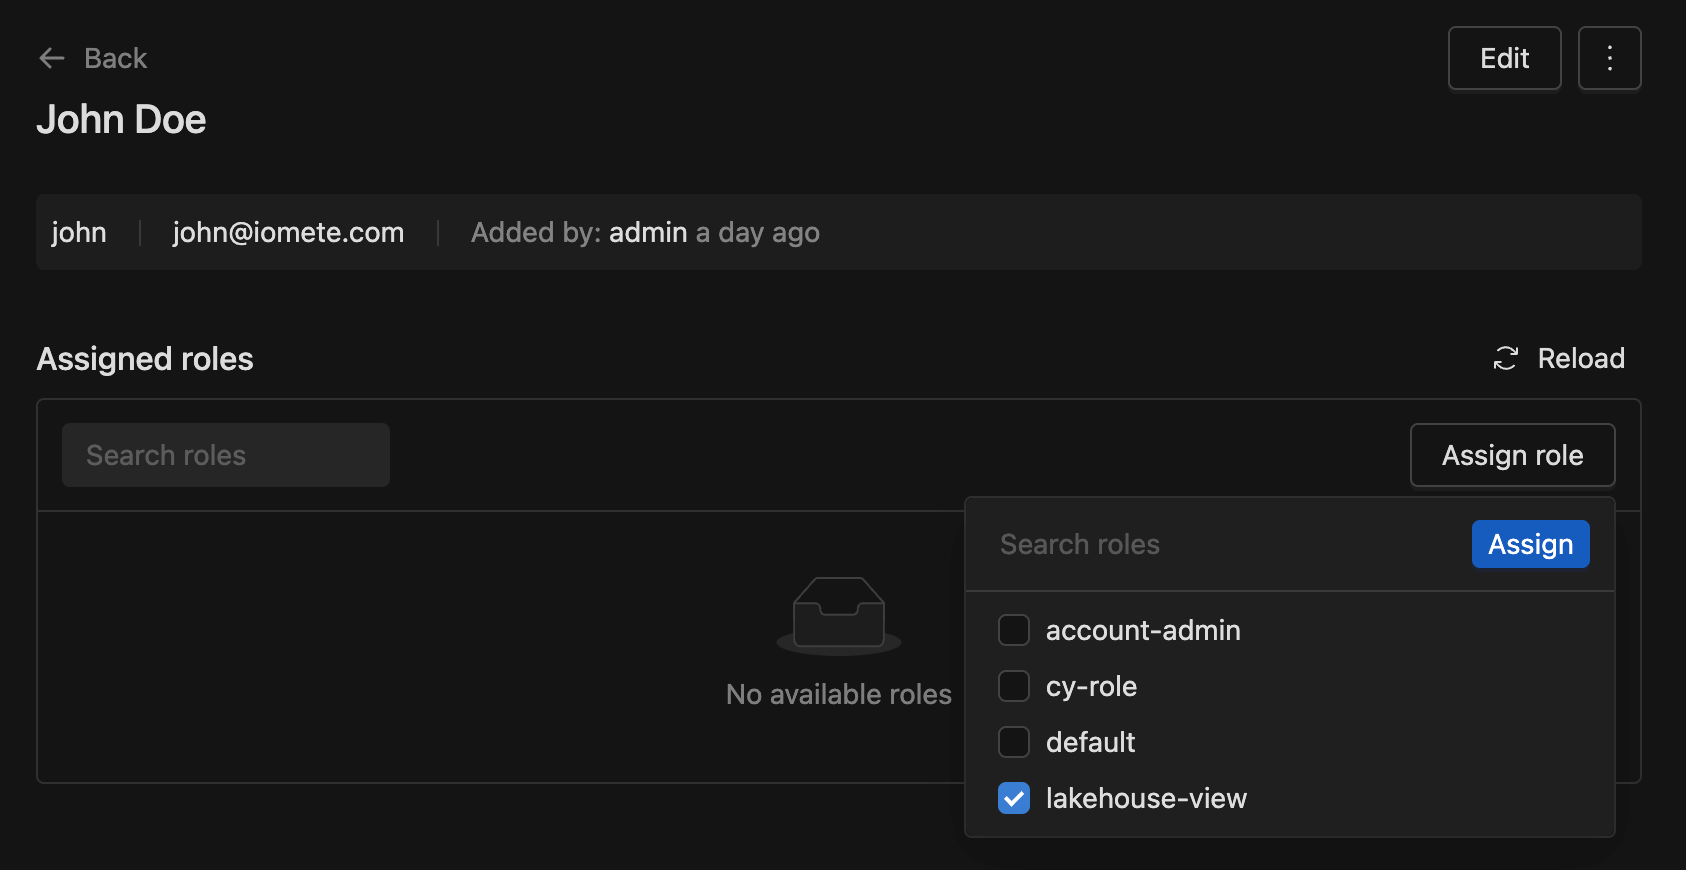 Back
Edit
John Doe
john
john@iomete.com
Added by: admin a day ago
Assigned roles
Reload
Search roles
Assign role
Search roles
Assign
account-admin
cy-role
default
lakehouse-view
No available roles